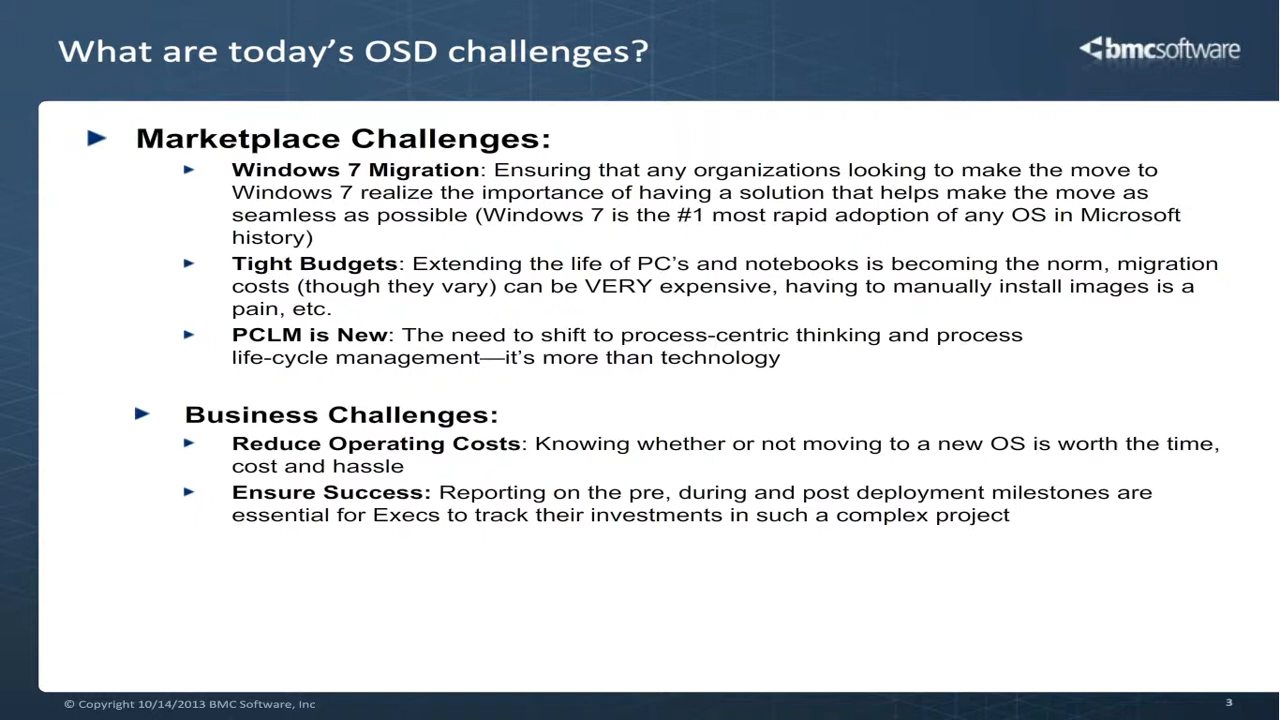 What are today's OSD challenges?
bmcsoftware
Marketplace Challenges:
Windows 7 Migration: Ensuring that any organizations looking to make the move to
Windows 7 realize the importance of having a solution that helps make the move as
seamless as possible (Windows 7 is the #1 most rapid adoption of any OS in Microsoft
history)
Tight Budgets: Extending the life of PC's and notebooks is becoming the norm, migration
costs (though they vary) can be VERY expensive, having to manually install images is a
pain, etc.
PCLM is New: The need to shift to process-centric thinking and process
life-cycle management—it's more than technology
Business Challenges:
Reduce Operating Costs: Knowing whether or not moving to a new OS is worth the time,
cost and hassle
Ensure Success: Reporting on the pre, during and post deployment milestones are
essential for Execs to track their investments in such a complex project
© Copyright 10/14/2013 BMC Software, Inc
3